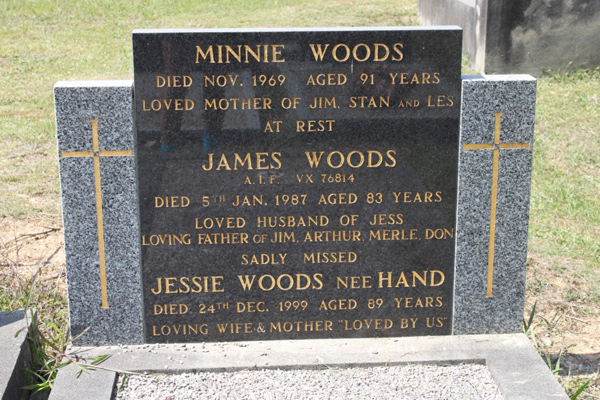 MINNIE WOODS
DIED NOV. 1969 AGED 91 YEARS
LOVED MOTHER OF JIM, STAN AND LES
AT REST
JAMES WOODS
A.I.F. VX 76814
DIED 5TH JAN. 1987 AGED 83 YEARS
LOVED HUSBAND OF JESS
LOVING FATHER OF JIM, ARTHUR, MERLE, DON
SADLY MISSED
JESSIE WOODS NEE HAND
DIED 24TH DEC. 1999 AGED 89 YEARS
LOVING WIFE & MOTHER "LOVED BY US"